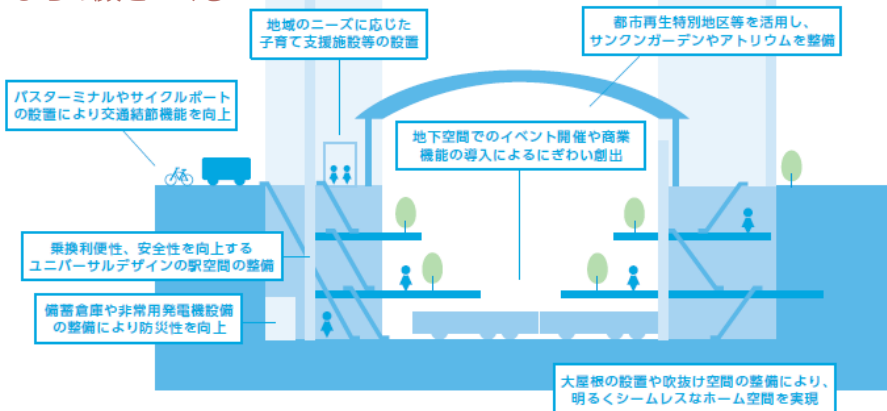 地域のニーズに応じた
子育て支援施設等の設置
都市再生特別地区等を活用し、
サンクンガーデンやアトリウムを整備
バスターミナルやサイクルポート
の設置により交通結節機能を向上
地下空間でのイベント開催や商業
機能の導入によるにぎわい創出
乗換利便性、安全性を向上する
ユニバーサルデザインの駅空間の整備
備蓄倉庫や非常用発電機設備
の整備により防災性を向上
大屋根の設置や吹抜け空間の整備により、
明るくシームレスなホーム空間を実現